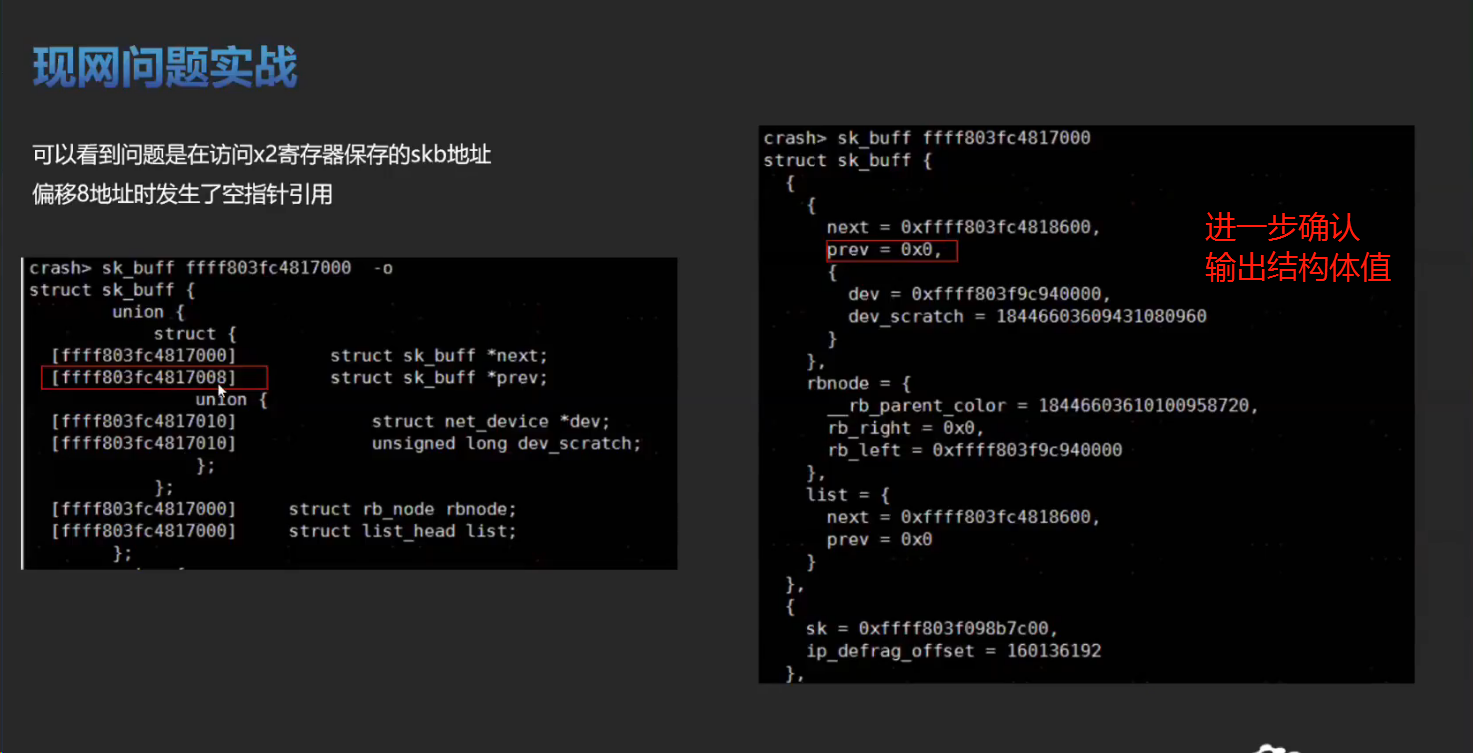 现网问题实战
可以看到问题是在访问x2寄存器保存的skb地址
偏移8地址时发生了空指针引用
crash> sk_buff ffff803fc4817000  -o
struct sk_buff {
union {
struct {
[ffff803fc4817000] struct sk_buff *next;
[ffff803fc4817008] struct sk_buff *prev;
union {
[ffff803fc4817010] struct net_device *dev;
[ffff803fc4817010] unsigned long dev_scratch;
};
};
[ffff803fc4817000] struct rb_node rbnode;
[ffff803fc4817000] struct list_head list;
};
crash> sk_buff ffff803fc4817000
struct sk_buff {
{
{
next = 0xffff803fc4818600,
prev = 0x0,
{
dev = 0xffff803f9c940000,
dev_scratch = 18446603609431080960
}
},
rbnode = {
__rb_parent_color = 18446603610100958720,
rb_right = 0x0,
rb_left = 0xffff803f9c940000
},
list = {
next = 0xffff803fc4818600,
prev = 0x0
}
},
{
sk = 0xffff803f098b7c00,
ip_defrag_offset = 160136192
},
进一步确认
输出结构体值